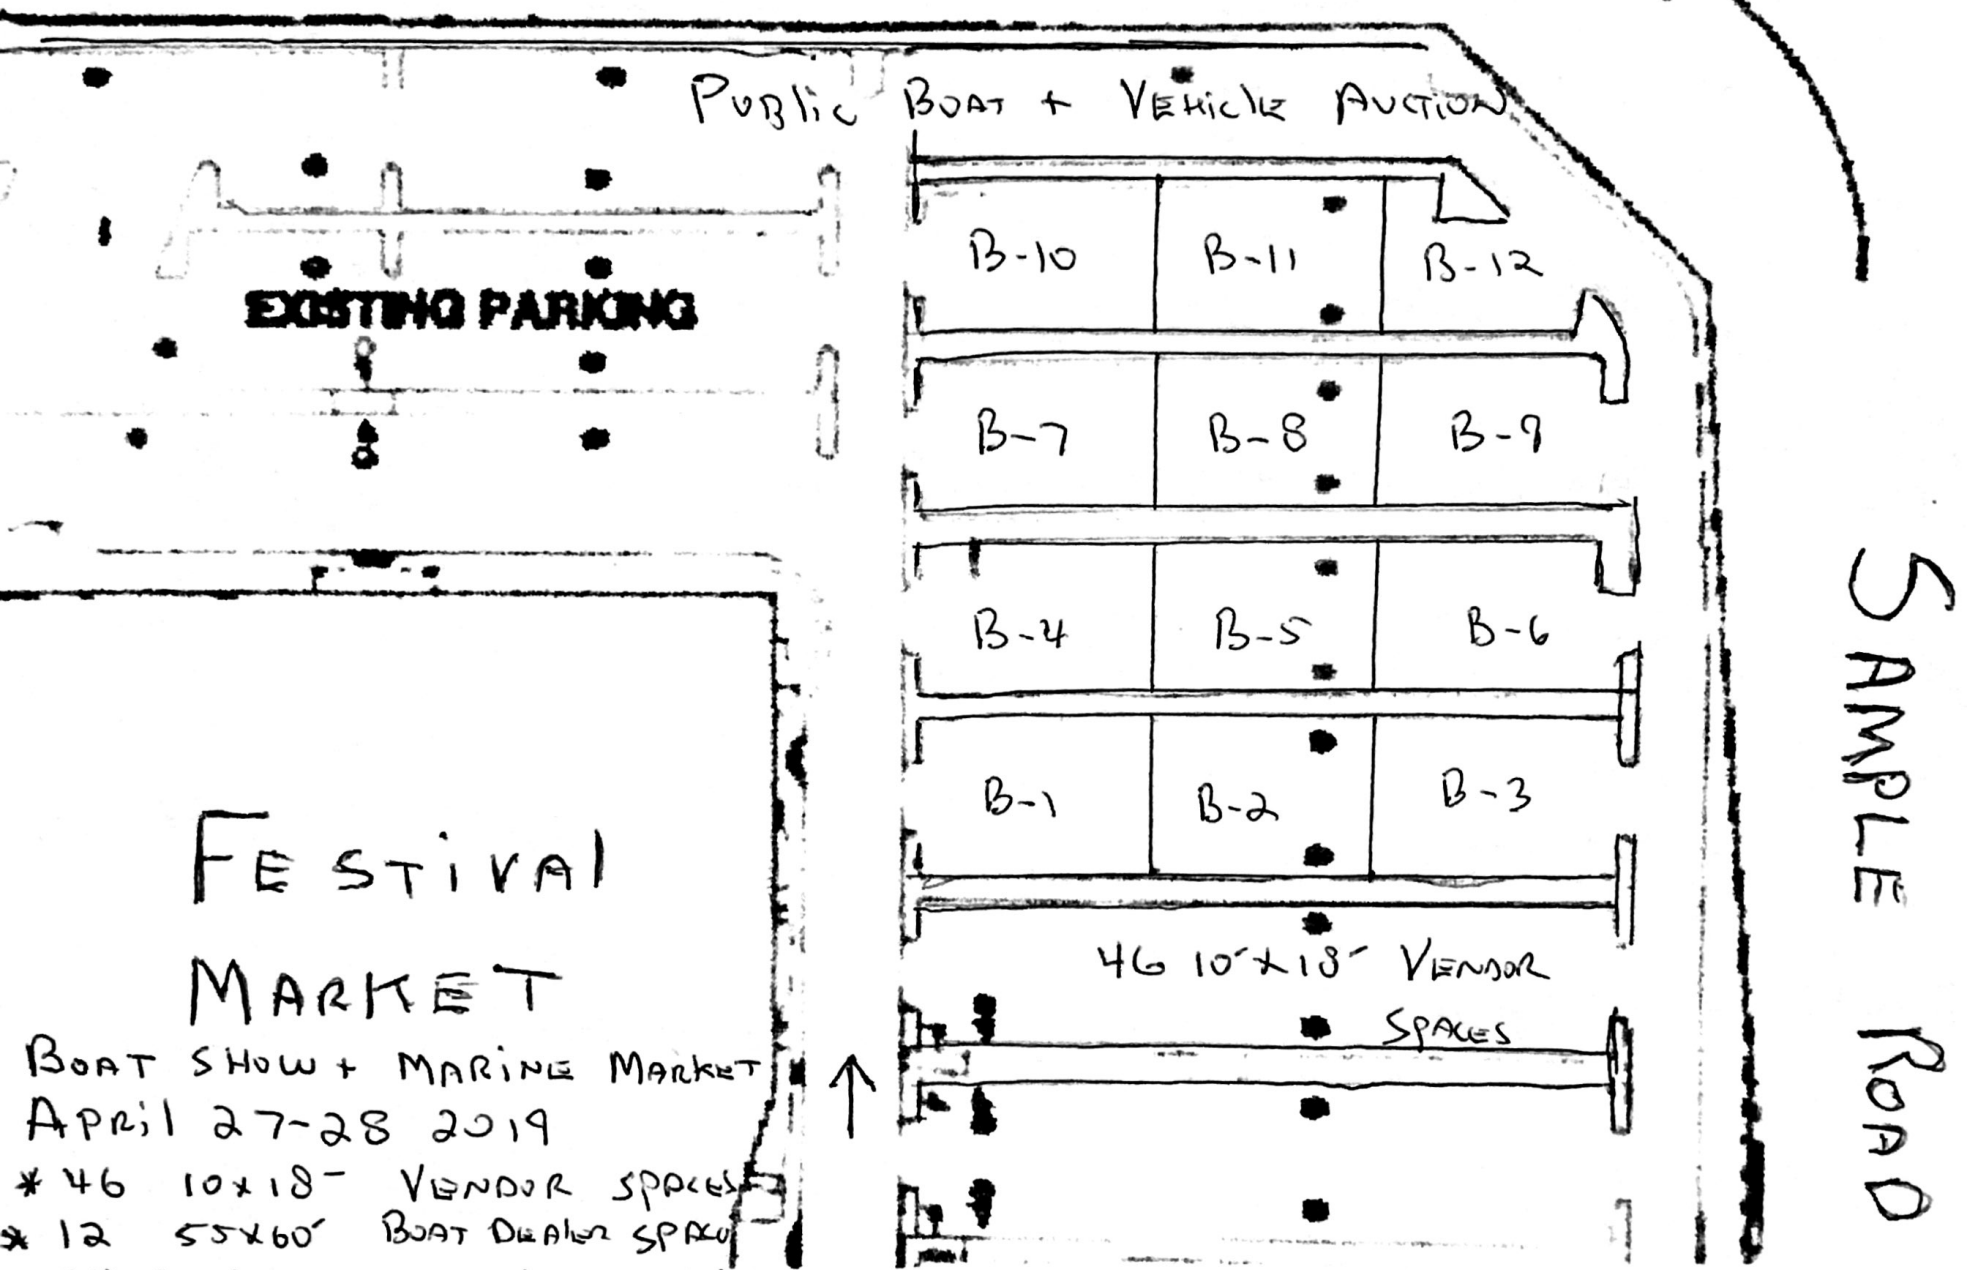 Public Boat + Vehicle Auction
B-10 B-11 B-12
EXISTING PARKING
B-7 B-8 B-9
B-4 B-5 B-6
B-1 B-2 B-3
46 10'x18' Vendor
Spaces
Festival
Market
Boat Show + Marine Market
April 27-28 2019
* 46 10x18' Vendor Spaces
* 12 55x60' Boat Dealer Space
Sample Road